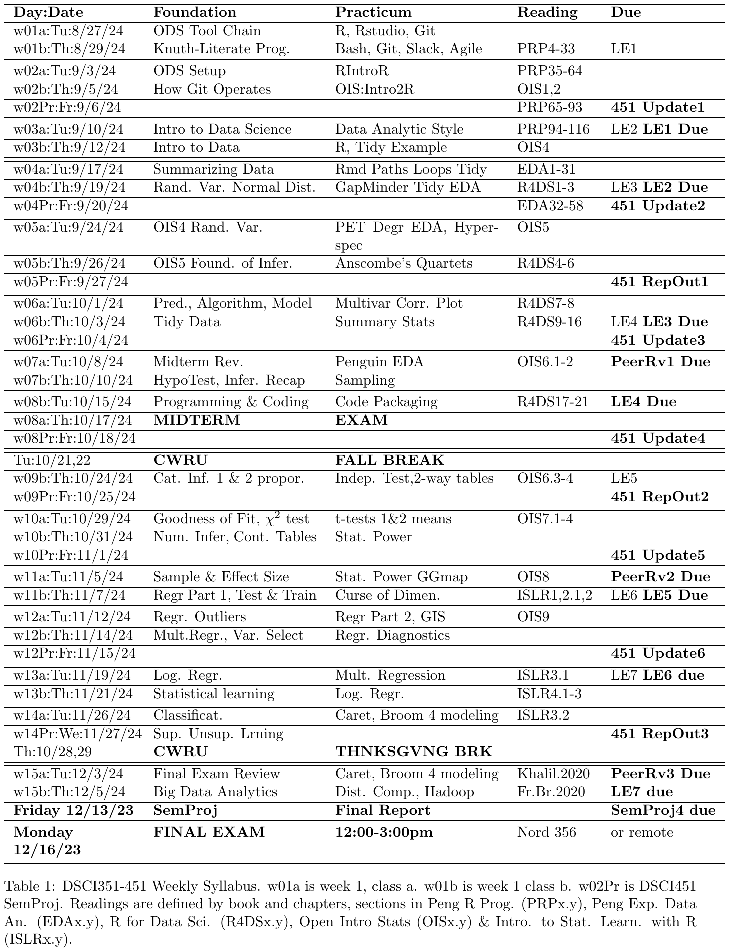 Day:Date Foundation Practicum Reading Due
w01a:Tu:8/27/24 ODS Tool Chain R, Rstudio, Git
w01b:Th:8/29/24 Knuth-Literate Prog. Bash, Git, Slack, Agile PRP4-33 LE1
w02a:Tu:9/3/24 ODS Setup RIntroR PRP35-64
w02b:Th:9/5/24 How Git Operates OIS:Intro2R OIS1,2
w02Pr:Fr:9/6/24 PRP65-93 451 Update1
w03a:Tu:9/10/24 Intro to Data Science Data Analytic Style PRP94-116 LE2 LE1 Due
w03b:Th:9/12/24 Intro to Data R, Tidy Example OIS4
w04a:Tu:9/17/24 Summarizing Data Rmd Paths Loops Tidy EDA1-31
w04b:Th:9/19/24 Rand. Var. Normal Dist. GapMinder Tidy EDA R4DS1-3 LE3 LE2 Due
w04Pr:Fr:9/20/24 EDA32-58 451 Update2
w05a:Tu:9/24/24 OIS4 Rand. Var. PET Degr EDA, Hyper- OIS5
spec
w05b:Th:9/26/24 OIS5 Found. of Infer. Anscombe's Quartets R4DS4-6
w05Pr:Fr:9/27/24 451 RepOut1
w06a:Tu:10/1/24 Pred., Algorithm, Model Multivar Corr. Plot R4DS7-8
w06b:Th:10/3/24 Tidy Data Summary Stats R4DS9-16 LE4 LE3 Due
w06Pr:Fr:10/4/24 451 Update3
w07a:Tu:10/8/24 Midterm Rev. Penguin EDA OIS6.1-2 PeerRv1 Due
w07b:Th:10/10/24 HypoTest, Infer. Recap Sampling
w08b:Tu:10/15/24 Programming & Coding Code Packaging R4DS17-21 LE4 Due
w08a:Th:10/17/24 MIDTERM EXAM
w08Pr:Fr:10/18/24 451 Update4
Tu:10/21,22 CWRU FALL BREAK
w09b:Th:10/24/24 Cat. Inf. 1 & 2 propor. Indep. Test,2-way tables OIS6.3-4 LE5
w09Pr:Fr:10/25/24 451 RepOut2
w10a:Tu:10/29/24 Goodness of Fit, χ² test t-tests 1&2 means OIS7.1-4
w10b:Th:10/31/24 Num. Infer, Cont. Tables Stat. Power
w10Pr:Fr:11/1/24 451 Update5
w11a:Tu:11/5/24 Sample & Effect Size Stat. Power GGmap OIS8 PeerRv2 Due
w11b:Th:11/7/24 Regr Part 1, Test & Train Curse of Dimen. ISLR1,2.1,2 LE6 LE5 Due
w12a:Tu:11/12/24 Regr. Outliers Regr Part 2, GIS OIS9
w12b:Th:11/14/24 Mult.Regr., Var. Select Regr. Diagnostics
w12Pr:Fr:11/15/24 451 Update6
w13a:Tu:11/19/24 Log. Regr. Mult. Regression ISLR3.1 LE7 LE6 due
w13b:Th:11/21/24 Statistical learning Log. Regr. ISLR4.1-3
w14a:Tu:11/26/24 Classificat. Caret, Broom 4 modeling ISLR3.2
w14Pr:We:11/27/24 Sup. Unsup. Lrning 451 RepOut3
Th:10/28,29 CWRU THNKSGVNG BRK
w15a:Tu:12/3/24 Final Exam Review Caret, Broom 4 modeling Khalil.2020 PeerRv3 Due
w15b:Th:12/5/24 Big Data Analytics Dist. Comp., Hadoop Fr.Br.2020 LE7 due
Friday 12/13/23 SemProj Final Report SemProj4 due
Monday FINAL EXAM 12:00-3:00pm Nord 356 or remote
12/16/23
Table 1: DSCI351-451 Weekly Syllabus. w01a is week 1, class a. w01b is week 1 class b. w02Pr is DSCI451
SemProj. Readings are defined by book and chapters, sections in Peng R Prog. (PRPx.y), Peng Exp. Data
An. (EDAx.y), R for Data Sci. (R4DSx.y), Open Intro Stats (OISx.y) & Intro. to Stat. Learn. with R
(ISLRx.y).